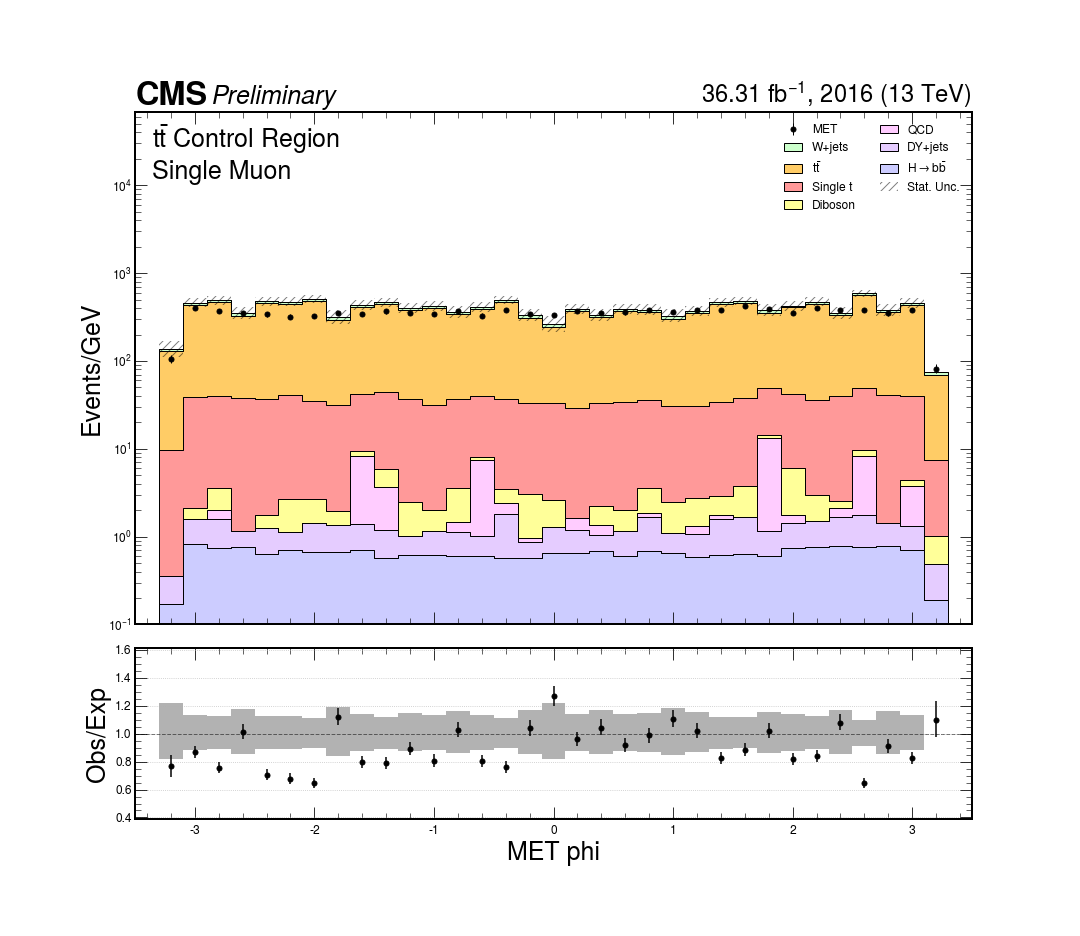 CMS Preliminary
36.31 fb⁻¹, 2016 (13 TeV)
tt̄ Control Region
Single Muon
MET
W+jets
tt̄
Single t
Diboson
QCD
DY+jets
H→bb̄
Stat. Unc.
Events/GeV
10⁴
10³
10²
10¹
10⁰
10⁻¹
Obs/Exp
1.6
1.4
1.2
1.0
0.8
0.6
0.4
-3 -2 -1 0 1 2 3
MET phi